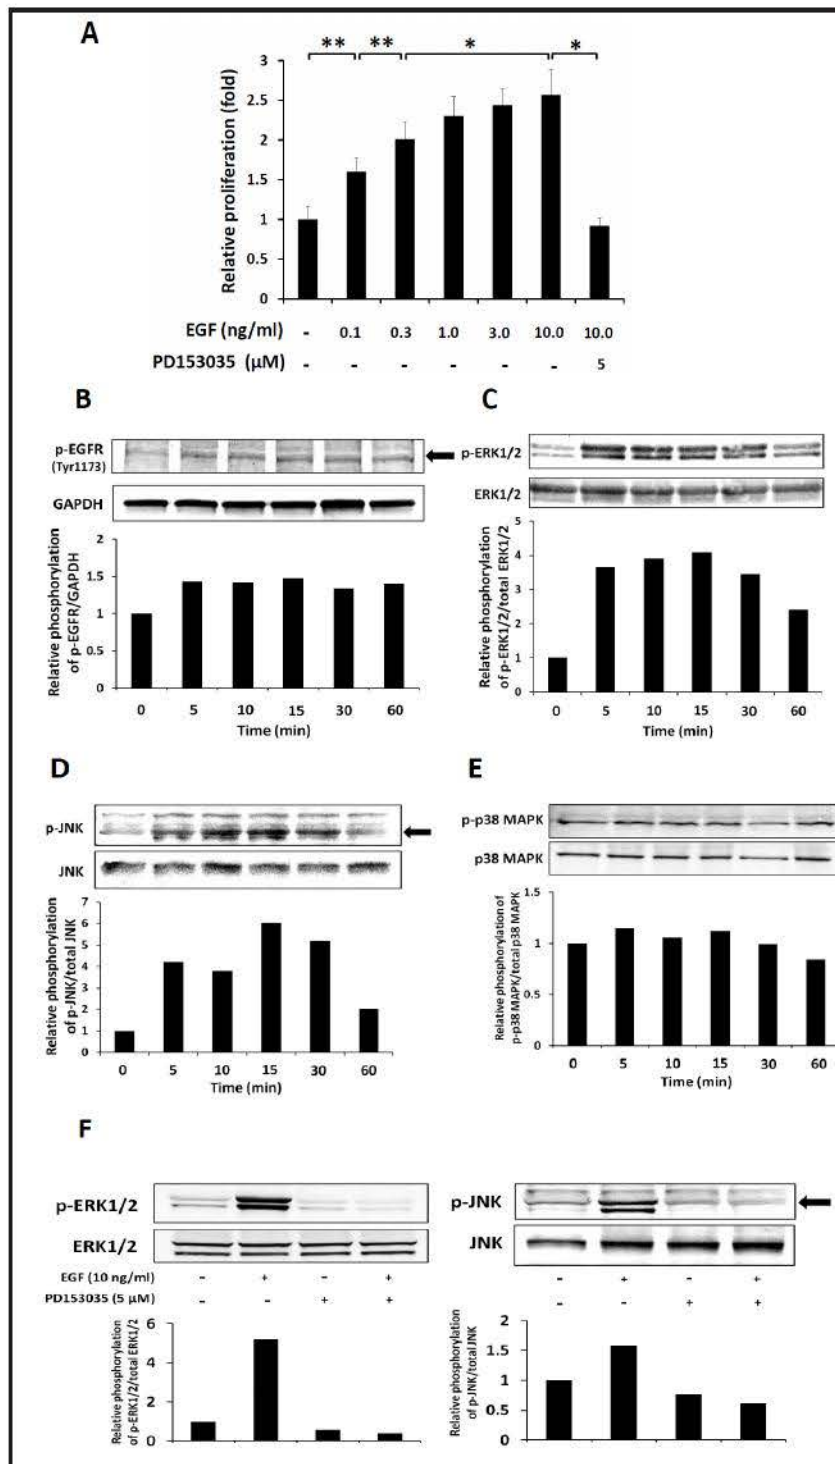 A
** ** * *
Relative proliferation (fold)
3
2.5
2
1.5
1
0.5
0
EGF (ng/ml) - 0.1 0.3 1.0 3.0 10.0 10.0
PD153035 (μM) - - - - - - 5
B
p-EGFR
(Tyr1173)
GAPDH
Relative phosphorylation
of p-EGFR/GAPDH
2
1.5
1
0.5
0
0 5 10 15 30 60
Time (min)
C
p-ERK1/2
ERK1/2
Relative phosphorylation
of p-ERK1/2/total ERK1/2
5
4
3
2
1
0
0 5 10 15 30 60
Time (min)
D
p-JNK
JNK
Relative phosphorylation
of p-JNK/total JNK
7
6
5
4
3
2
1
0
0 5 10 15 30 60
Time (min)
E
p-p38 MAPK
p38 MAPK
Relative phosphorylation of
p-p38 MAPK/total p38 MAPK
1.5
1
0.5
0
0 5 10 15 30 60
Time (min)
F
p-ERK1/2
ERK1/2
EGF (10 ng/ml) - + - +
PD153035 (5 μM) - - + +
Relative phosphorylation
of p-ERK1/2/total ERK1/2
6
4
2
0
p-JNK
JNK
- + - +
- - + +
Relative phosphorylation
of p-JNK/total JNK
2
1.5
1
0.5
0